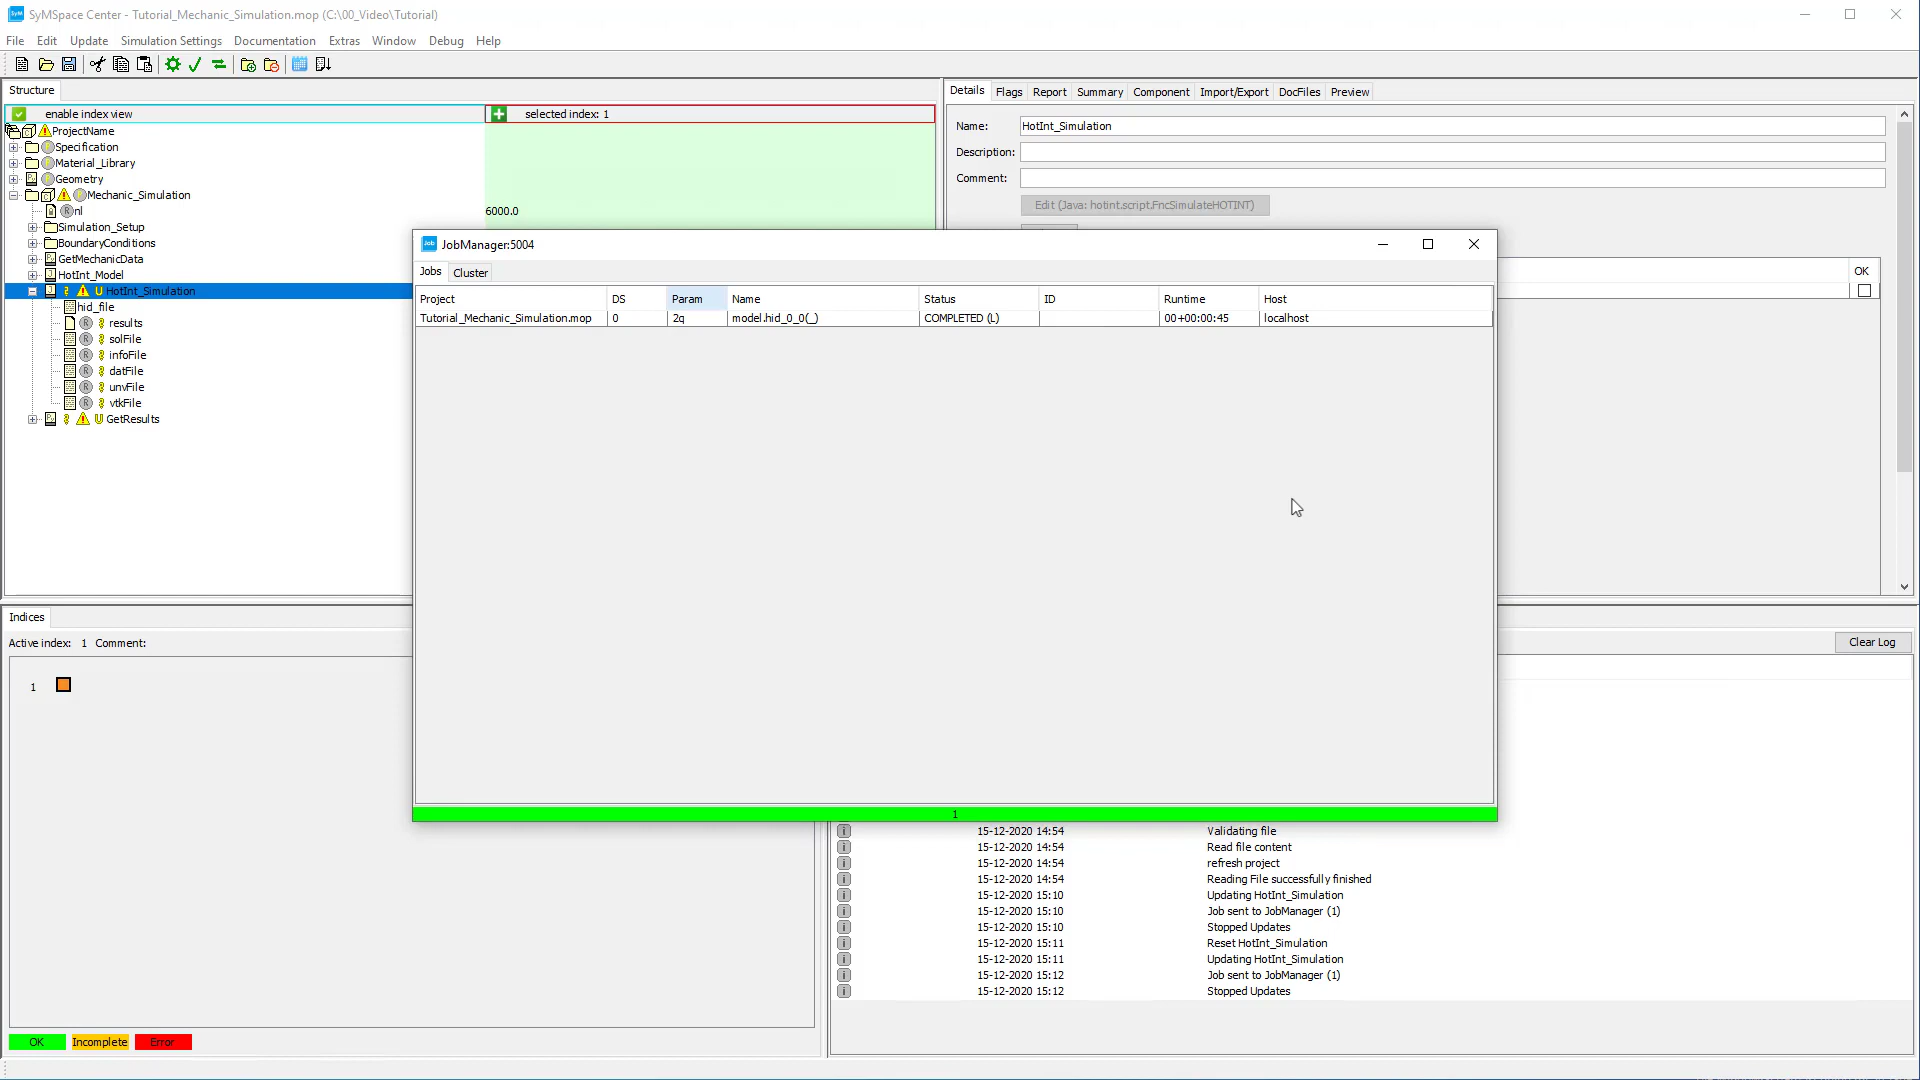 SyMSpace Center - Tutorial_Mechanic_Simulation.mop (C:\00_Video\Tutorial)
File Edit Update Simulation Settings Documentation Extras Window Debug Help
Structure
enable index view
selected index: 1
ProjectName
Specification
Material_Library
Geometry
Mechanic_Simulation
nl
6000.0
Simulation_Setup
BoundaryConditions
GetMechanicData
HotInt_Model
HotInt_Simulation
hid_file
results
solFile
infoFile
datFile
unvFile
vtkFile
GetResults
Details Flags Report Summary Component Import/Export DocFiles Preview
Name: HotInt_Simulation
Description:
Comment:
Edit (Java: hotint.script.FncSimulateHOTINT)
OK
JobManager:5004
Jobs Cluster
Project DS Param Name Status ID Runtime Host
Tutorial_Mechanic_Simulation.mop 0 2q model.hid_0_0(_) COMPLETED (L) 00+00:00:45 localhost
1
Indices
Active index: 1 Comment:
1
OK Incomplete Error
Clear Log
15-12-2020 14:54 Validating file
15-12-2020 14:54 Read file content
15-12-2020 14:54 refresh project
15-12-2020 14:54 Reading File successfully finished
15-12-2020 15:10 Updating HotInt_Simulation
15-12-2020 15:10 Job sent to JobManager (1)
15-12-2020 15:10 Stopped Updates
15-12-2020 15:11 Reset HotInt_Simulation
15-12-2020 15:11 Updating HotInt_Simulation
15-12-2020 15:12 Job sent to JobManager (1)
15-12-2020 15:12 Stopped Updates